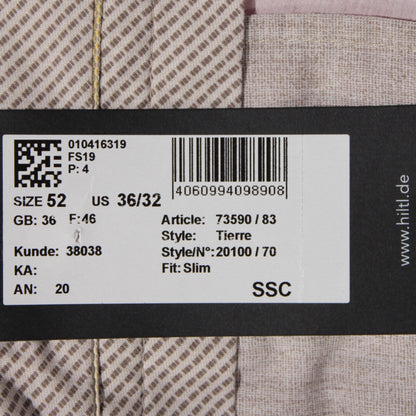 010416319
FS19
P: 4
4060994098908
SIZE 52 US 36/32
GB: 36 F: 46
Article: 73590 / 83
Style: Tierre
Kunde: 38038
Style/N°: 20100 / 70
KA:
Fit: Slim
AN: 20
SSC
www.hiltl.de